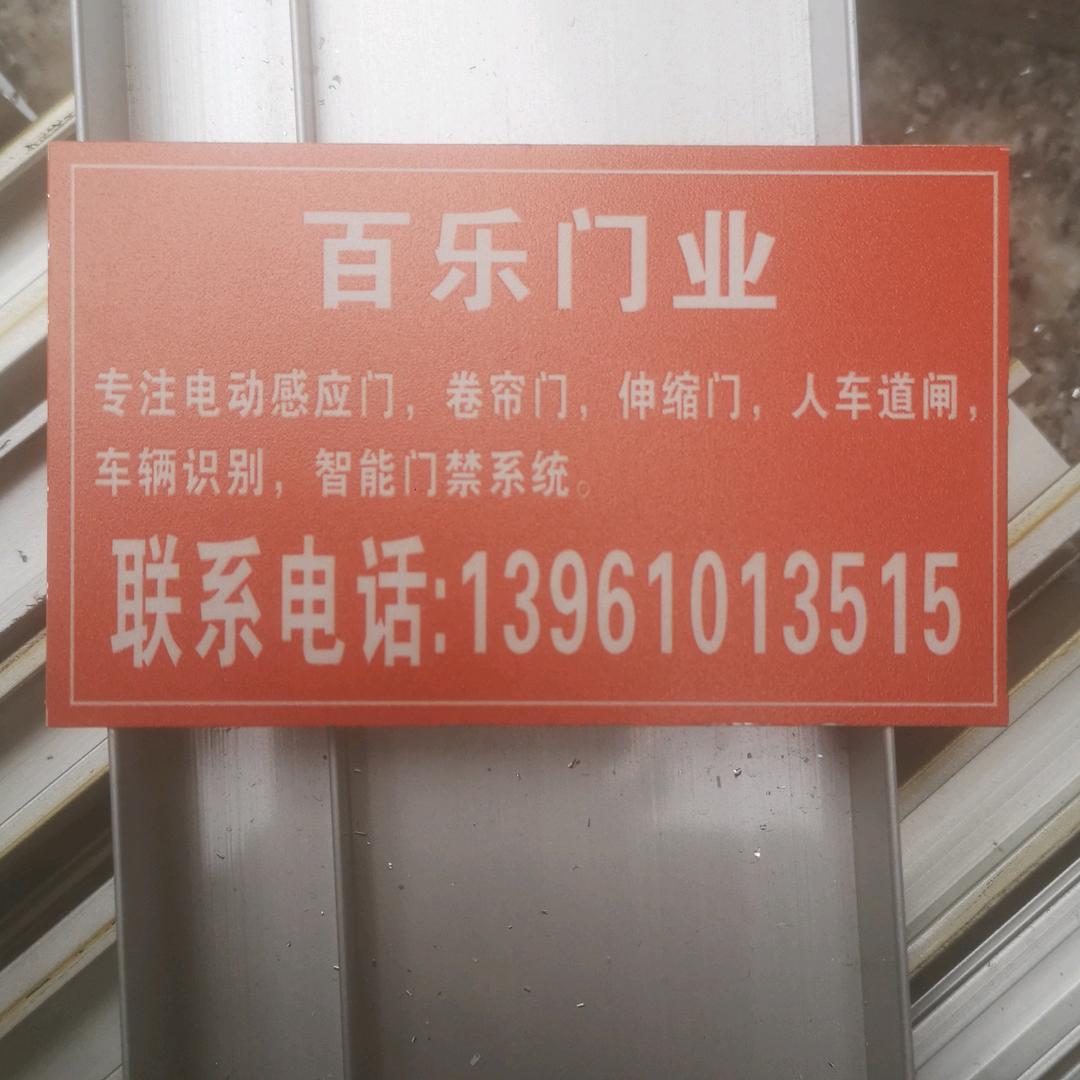 百乐门业
专注电动感应门，卷帘门，伸缩门，人车道闸，
车辆识别，智能门禁系统。
联系电话:13961013515